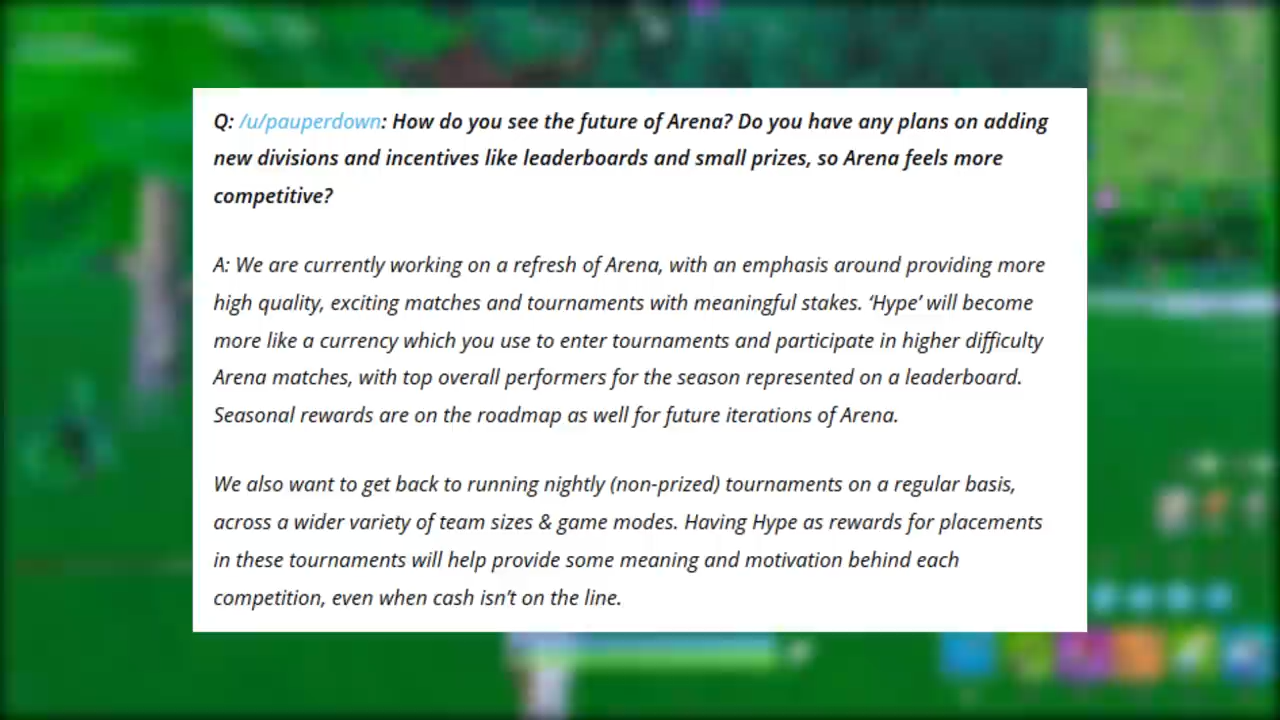 Q: /u/pauperdown: How do you see the future of Arena? Do you have any plans on adding
new divisions and incentives like leaderboards and small prizes, so Arena feels more
competitive?
A: We are currently working on a refresh of Arena, with an emphasis around providing more
high quality, exciting matches and tournaments with meaningful stakes. ‘Hype’ will become
more like a currency which you use to enter tournaments and participate in higher difficulty
Arena matches, with top overall performers for the season represented on a leaderboard.
Seasonal rewards are on the roadmap as well for future iterations of Arena.
We also want to get back to running nightly (non-prized) tournaments on a regular basis,
across a wider variety of team sizes & game modes. Having Hype as rewards for placements
in these tournaments will help provide some meaning and motivation behind each
competition, even when cash isn’t on the line.